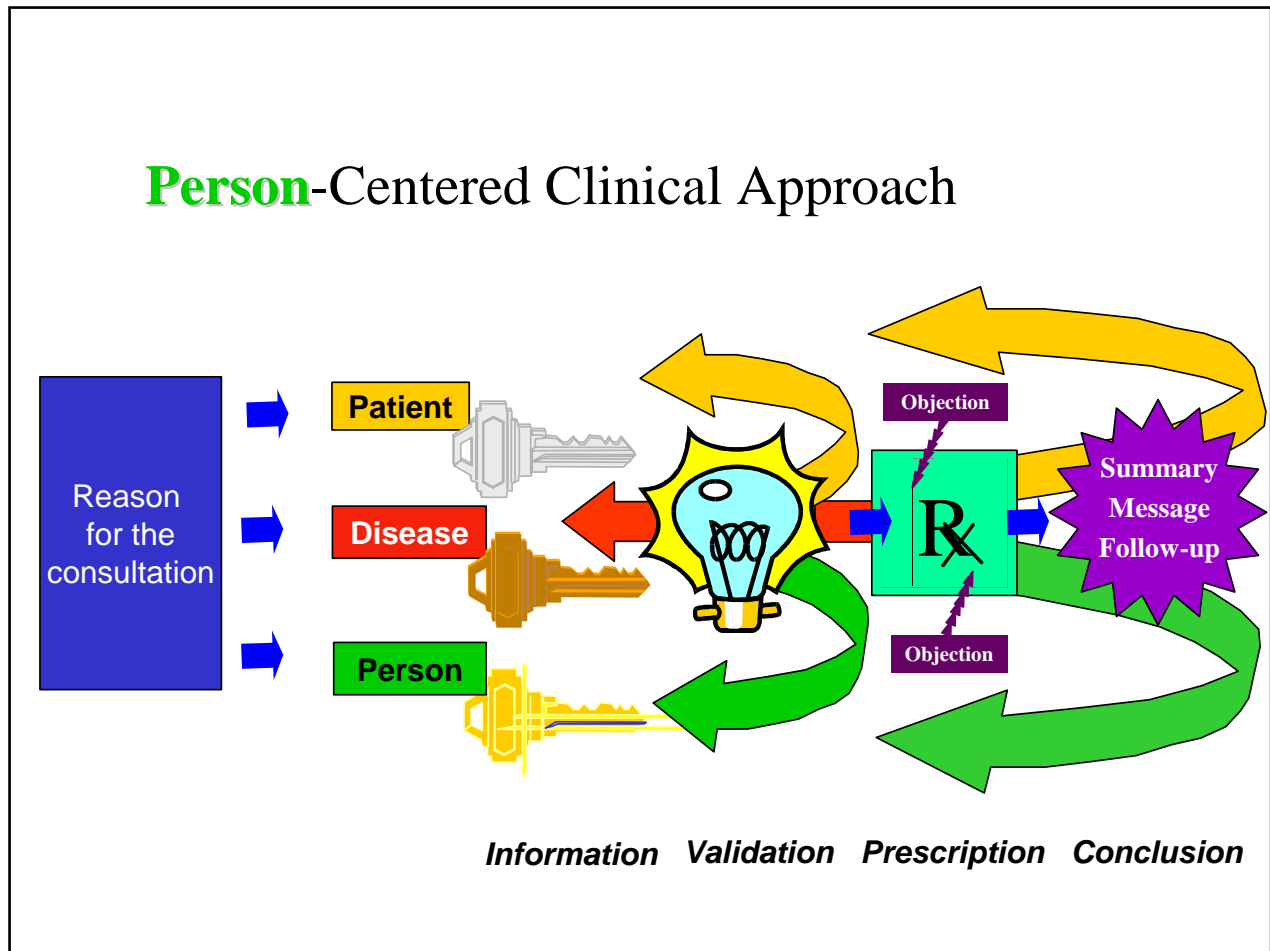 Person-Centered Clinical Approach
Reason
for the
consultation
Patient
Disease
Person
Objection
Rx
Objection
Summary
Message
Follow-up
Information Validation Prescription Conclusion